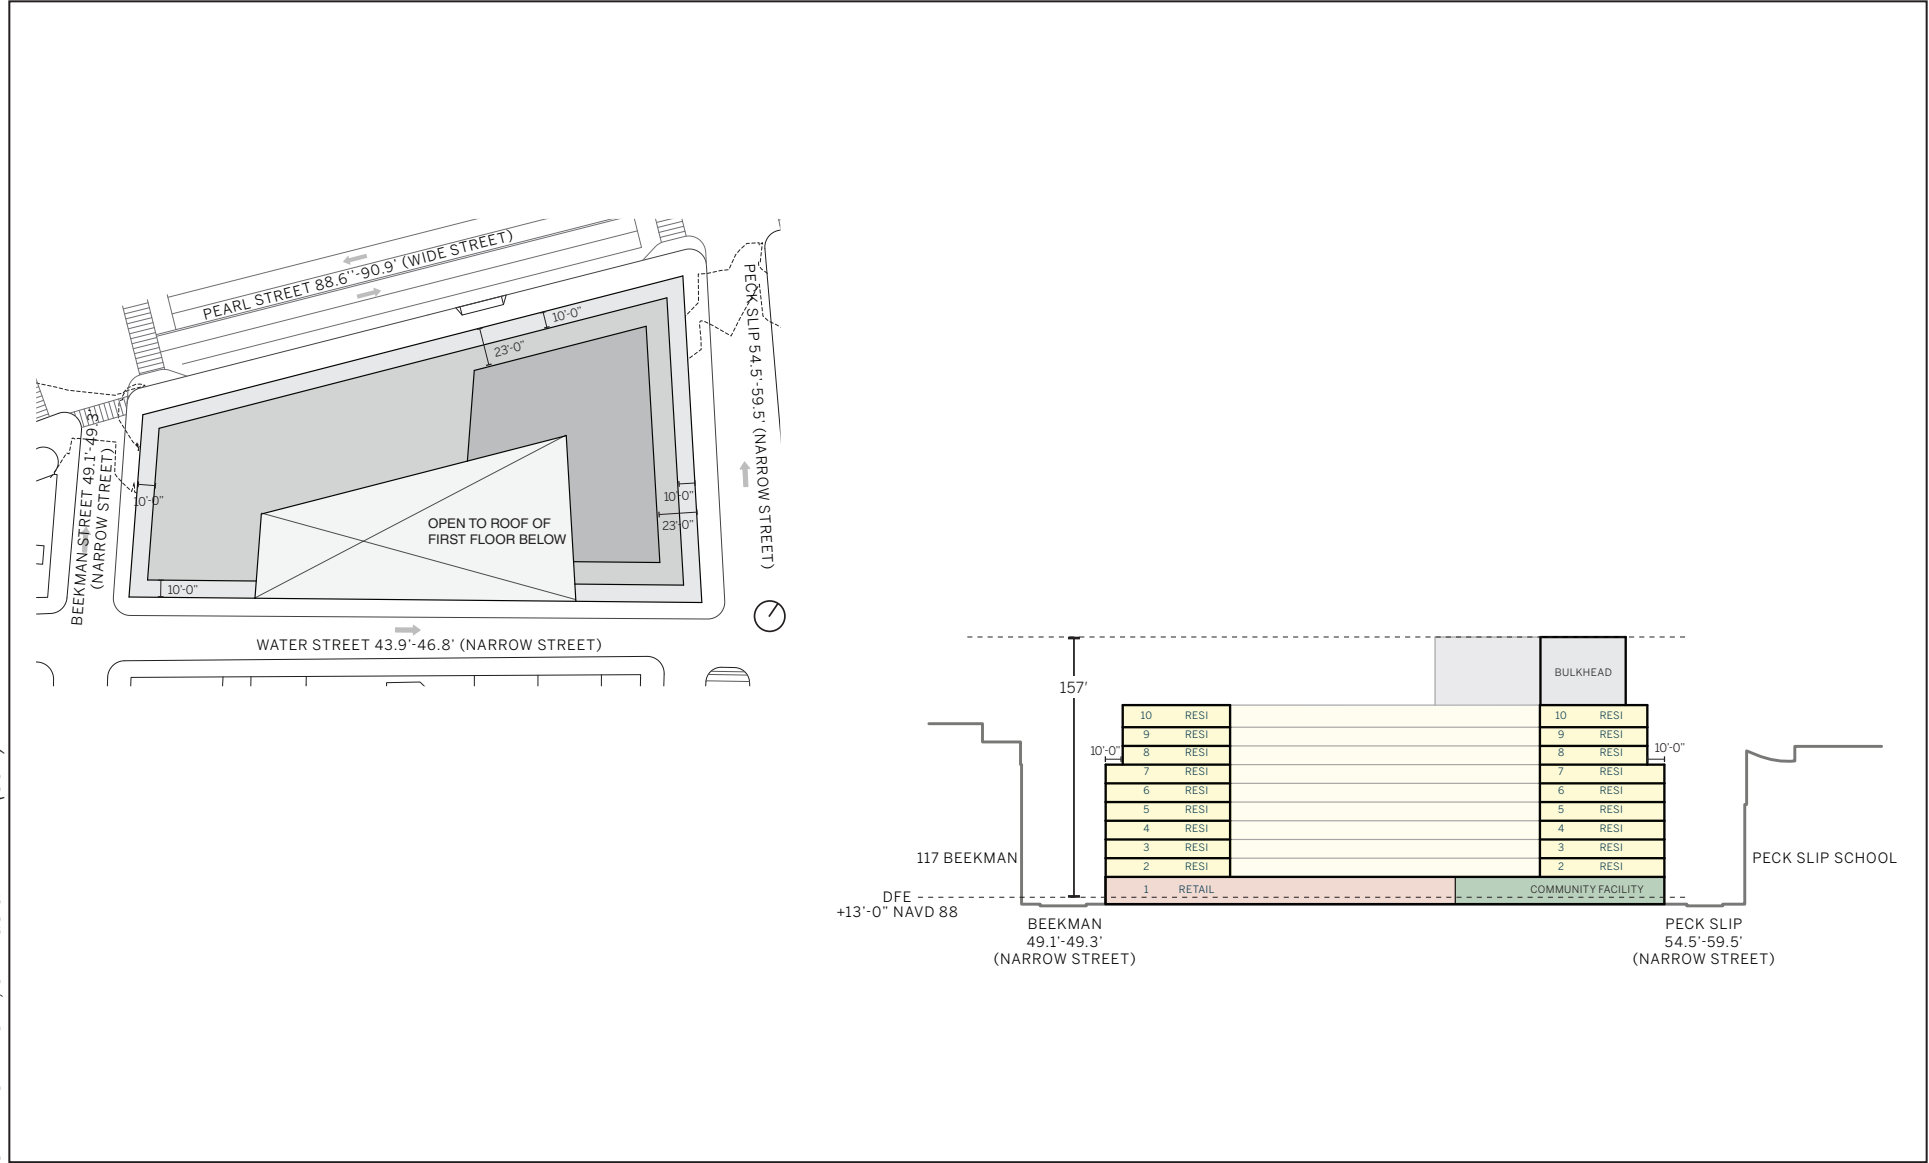 PEARL STREET 88.6''-90.9' (WIDE STREET)
10'-0"
23'-0"
PECK SLIP 54.5'-59.5' (NARROW STREET)
BEEKMAN STREET 49.1'-49.3'
(NARROW STREET)
10'-0"
10'-0"
23'-0"
OPEN TO ROOF OF
FIRST FLOOR BELOW
10'-0"
WATER STREET 43.9'-46.8' (NARROW STREET)
157'
BULKHEAD
10 RESI
10 RESI
9 RESI
9 RESI
10'-0"
8 RESI
8 RESI
10'-0"
7 RESI
7 RESI
6 RESI
6 RESI
5 RESI
5 RESI
4 RESI
4 RESI
3 RESI
3 RESI
2 RESI
2 RESI
117 BEEKMAN
PECK SLIP SCHOOL
1 RETAIL
COMMUNITY FACILITY
DFE
+13'-0" NAVD 88
BEEKMAN
49.1'-49.3'
(NARROW STREET)
PECK SLIP
54.5'-59.5'
(NARROW STREET)